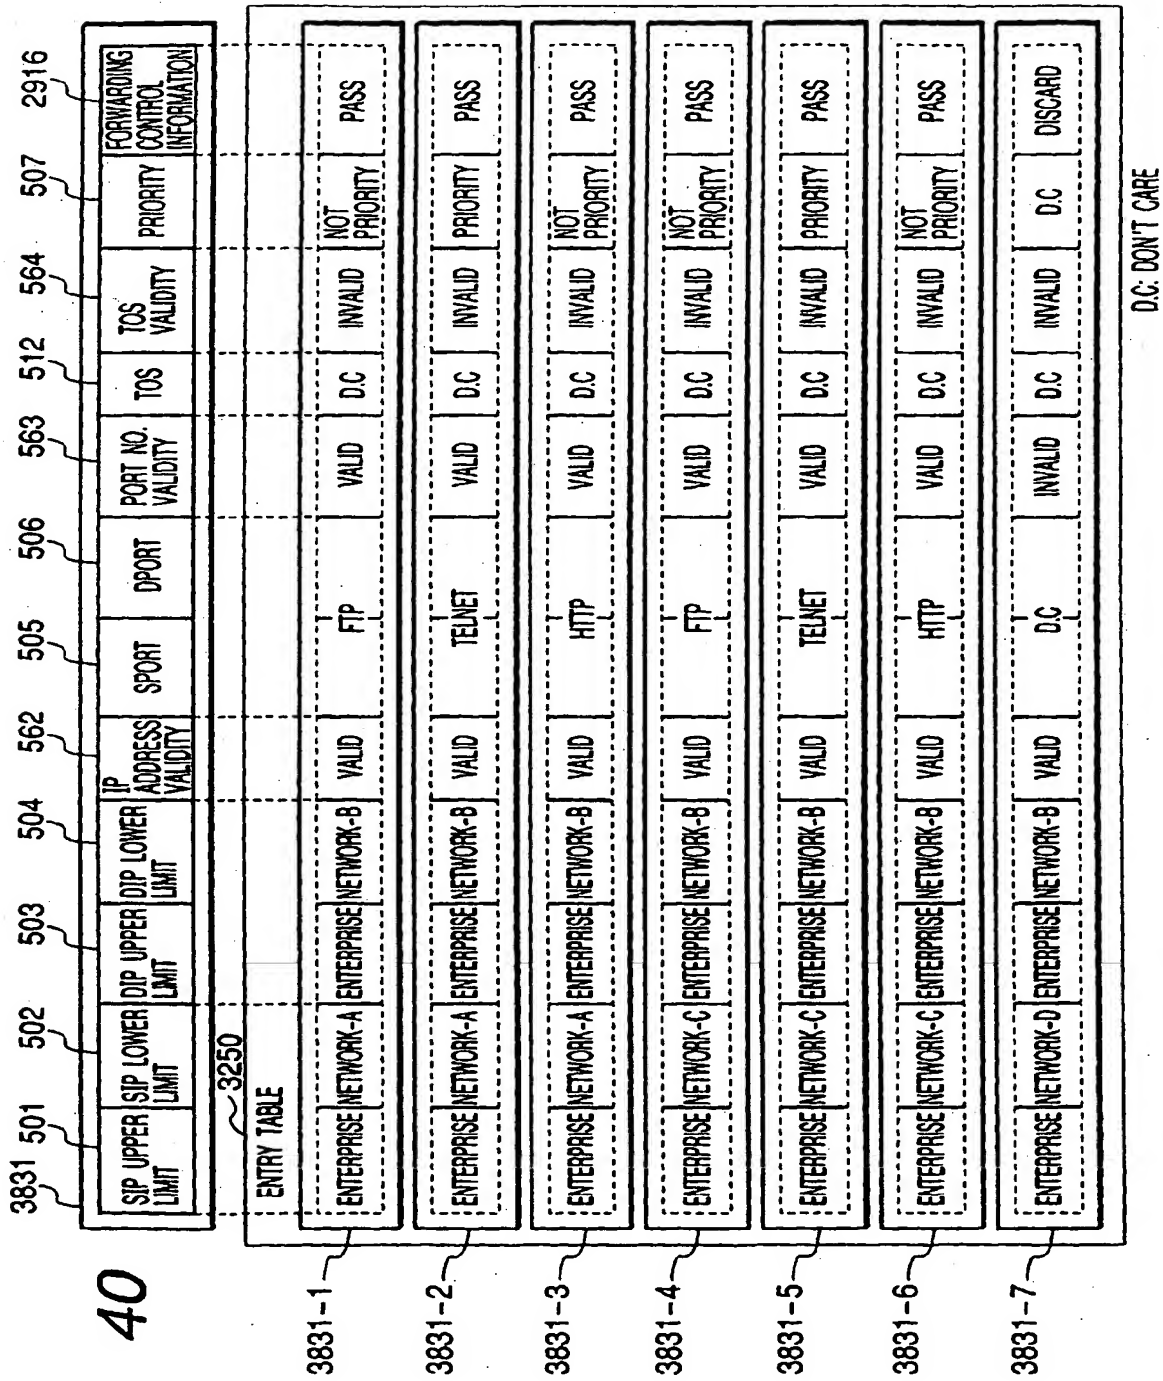 40
3831
501
502
503
504
562
505
506
563
512
564
507
2916
SIP UPPER LIMIT
SIP LOWER LIMIT
DIP UPPER LIMIT
DIP LOWER LIMIT
IP ADDRESS VALIDITY
SPORT
DPORT
PORT NO. VALIDITY
TOS
TOS VALIDITY
PRIORITY
FORWARDING CONTROL INFORMATION
3250
ENTRY TABLE
3831-1 ENTERPRISE NETWORK-A ENTERPRISE NETWORK-B VALID FTP VALID D.C INVALID NOT PRIORITY PASS
3831-2 ENTERPRISE NETWORK-A ENTERPRISE NETWORK-B VALID TELNET VALID D.C INVALID PRIORITY PASS
3831-3 ENTERPRISE NETWORK-A ENTERPRISE NETWORK-B VALID HTTP VALID D.C INVALID NOT PRIORITY PASS
3831-4 ENTERPRISE NETWORK-C ENTERPRISE NETWORK-B VALID FTP VALID D.C INVALID NOT PRIORITY PASS
3831-5 ENTERPRISE NETWORK-C ENTERPRISE NETWORK-B VALID TELNET VALID D.C INVALID PRIORITY PASS
3831-6 ENTERPRISE NETWORK-C ENTERPRISE NETWORK-B VALID HTTP VALID D.C INVALID NOT PRIORITY PASS
3831-7 ENTERPRISE NETWORK-D ENTERPRISE NETWORK-B VALID D.C INVALID D.C INVALID D.C DISCARD
D.C: DON'T CARE